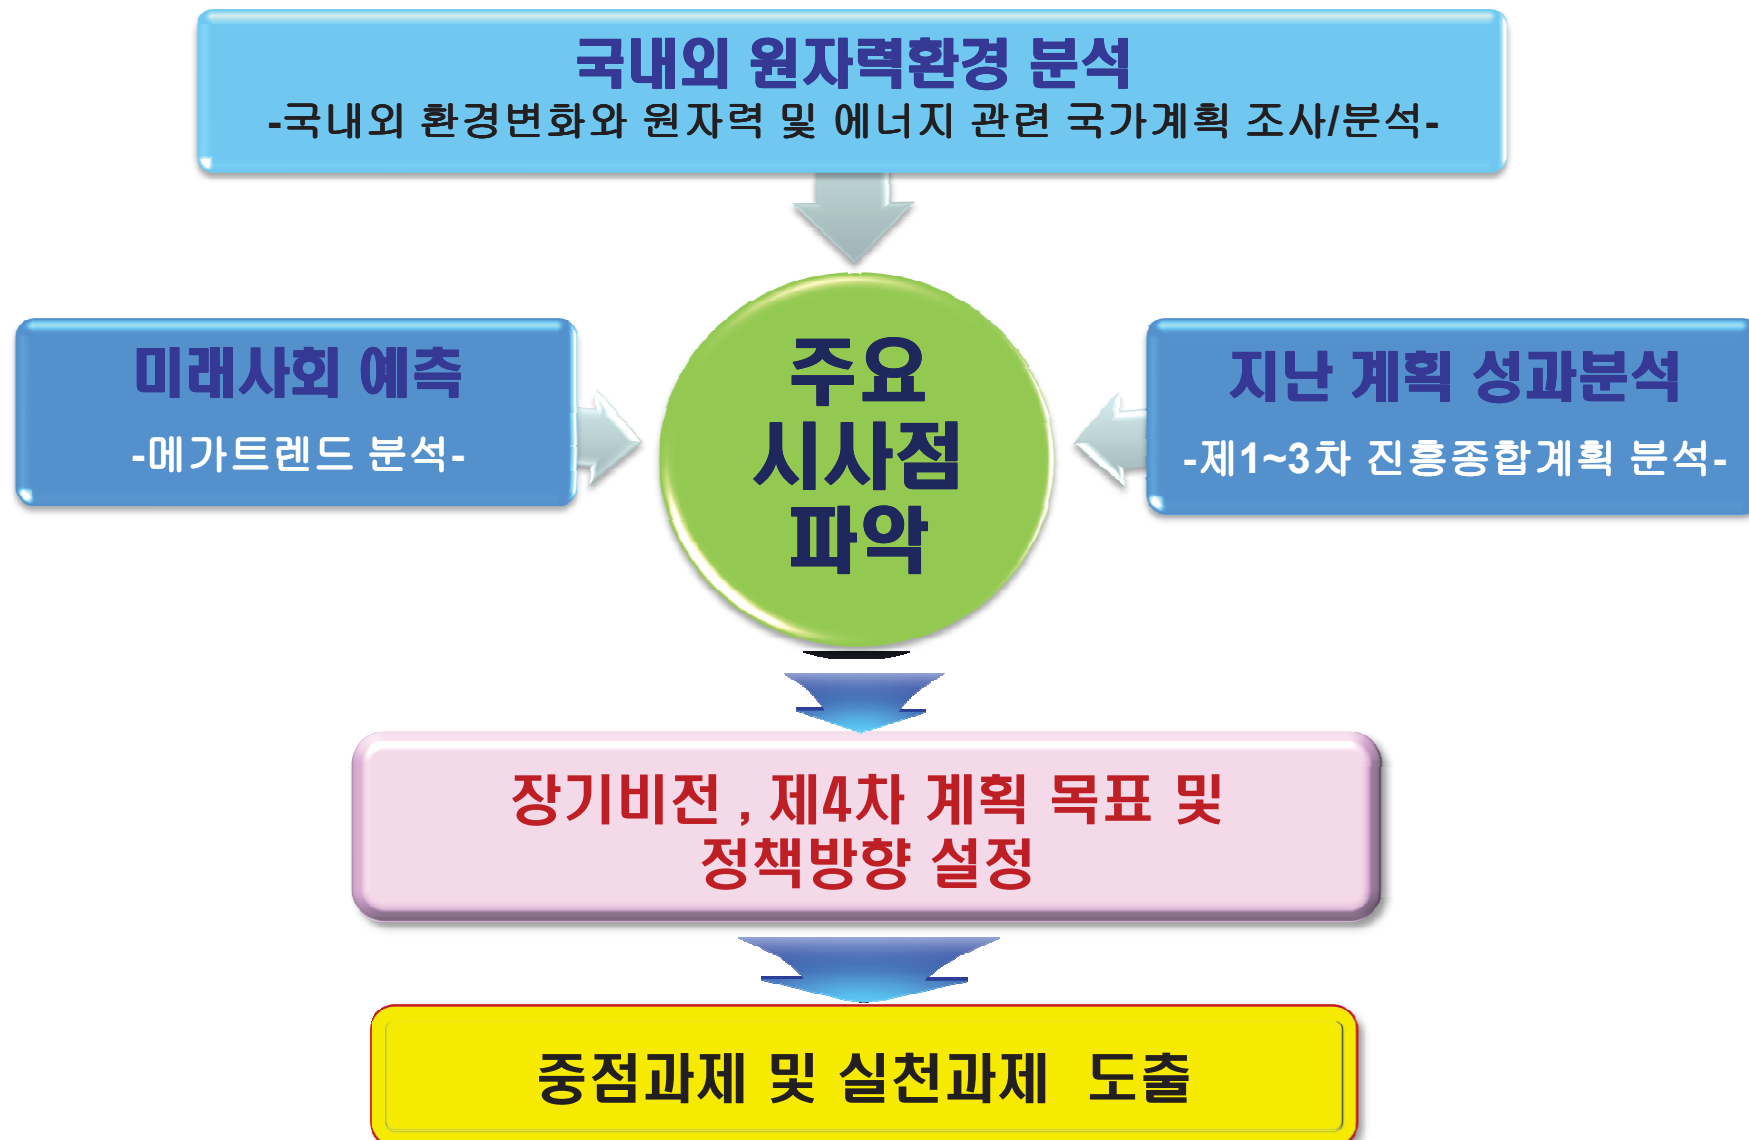 국내외 원자력환경 분석
-국내외 환경변화와 원자력 및 에너지 관련 국가계획 조사/분석-
미래사회 예측
-메가트렌드 분석-
주요
시사점
파악
지난 계획 성과분석
-제1~3차 진흥종합계획 분석-
장기비전 , 제4차 계획 목표 및
정책방향 설정
중점과제 및 실천과제 도출